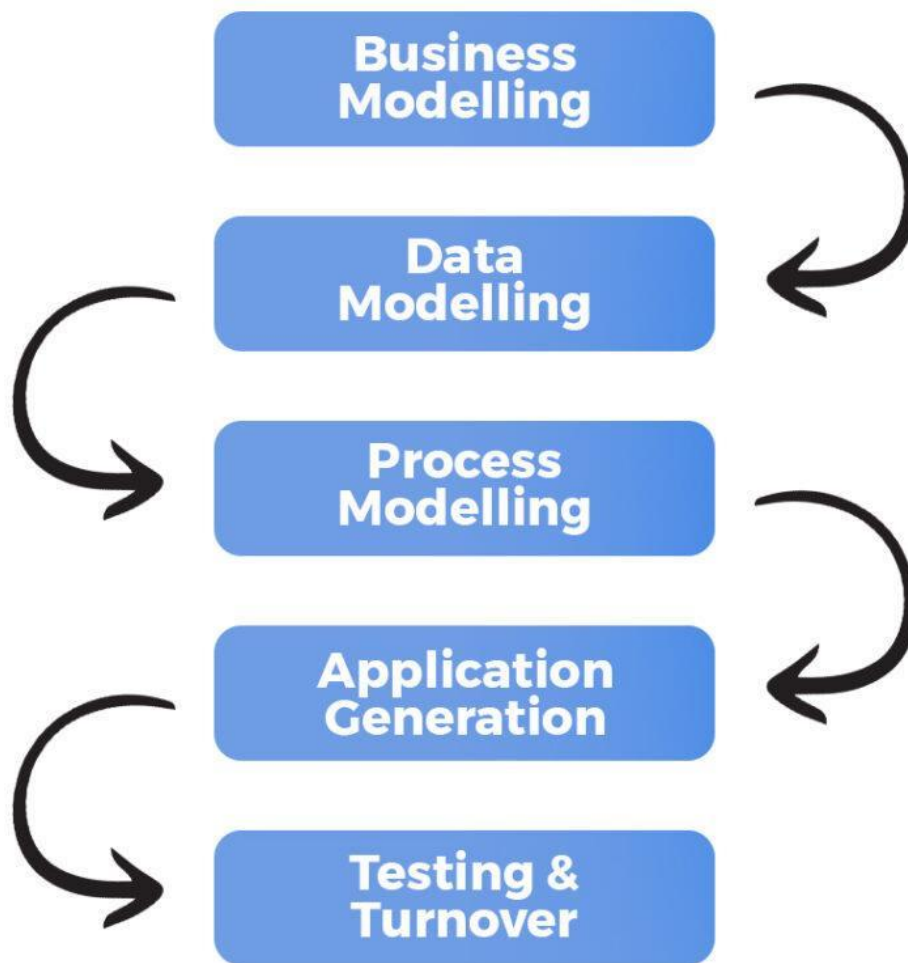 Business
Modelling
Data
Modelling
Process
Modelling
Application
Generation
Testing &
Turnover